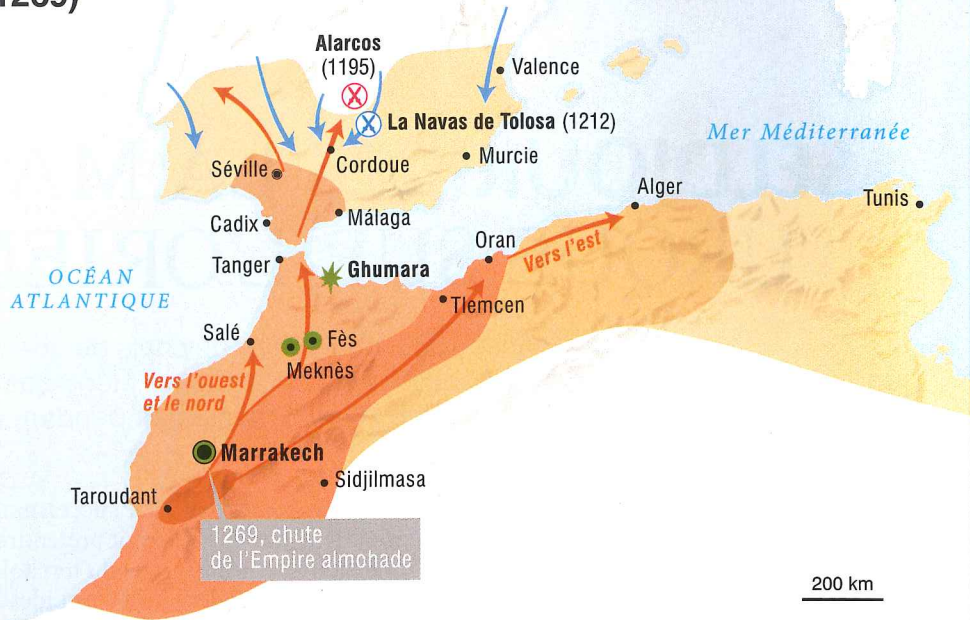 1269)
Alarcos
(1195)
Valence
La Navas de Tolosa (1212)
Mer Méditerranée
Séville
Cordoue
Murcie
Cadix
Málaga
Alger
Tunis
Oran
Vers l'est
Tanger
Ghumara
OCÉAN
ATLANTIQUE
Tlemcen
Salé
Fès
Meknès
Vers l'ouest
et le nord
Marrakech
Sidjilmasa
Taroudant
1269, chute
de l'Empire almohade
200 km